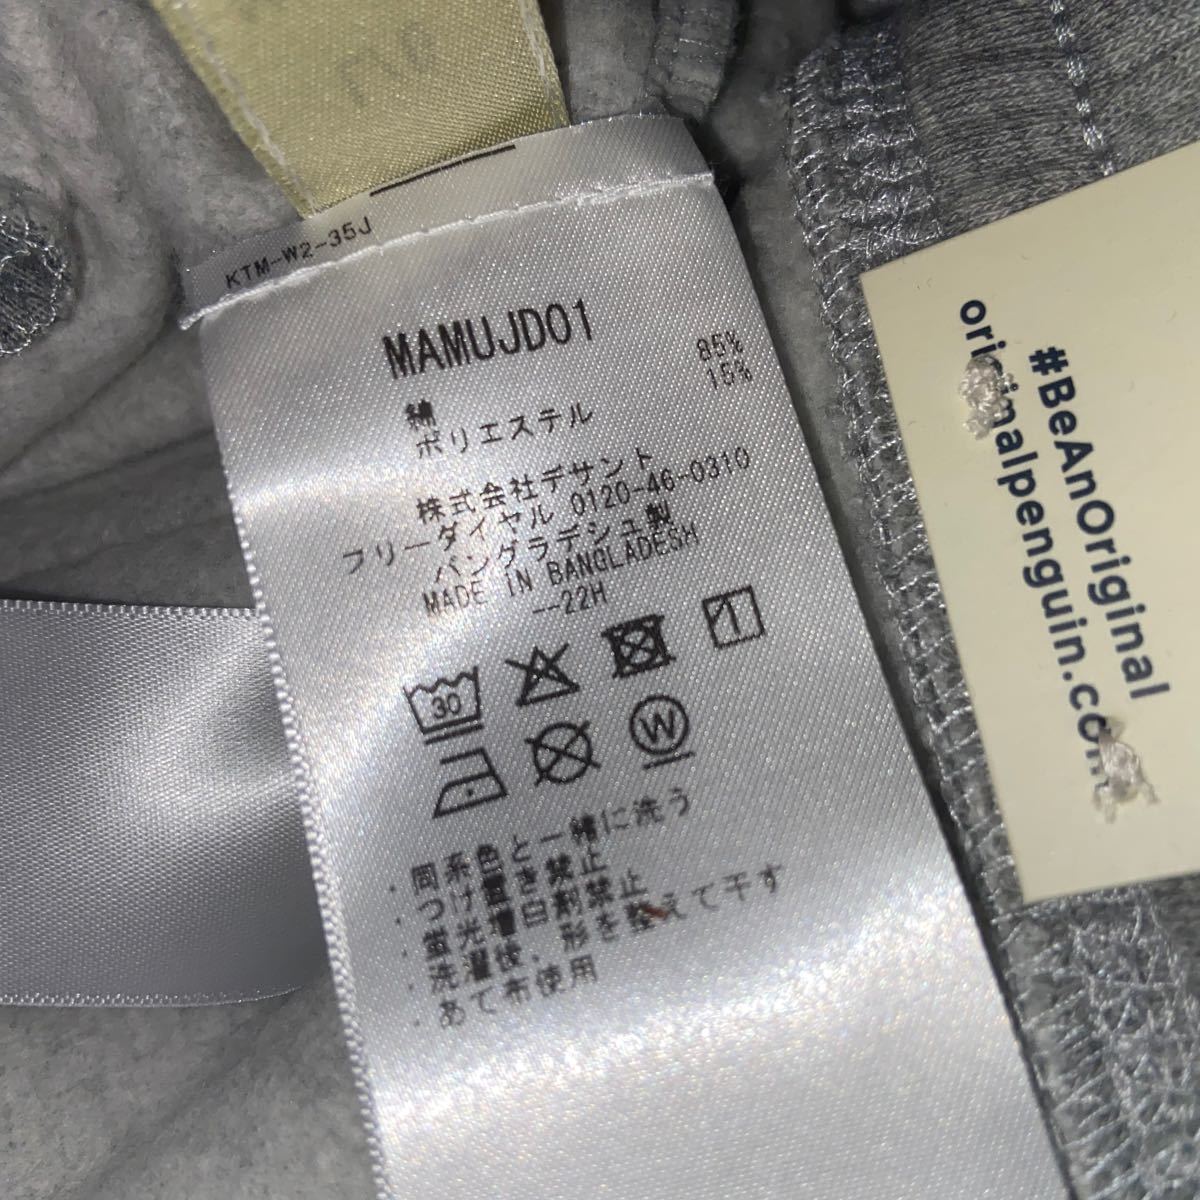 KTM-W2-35J
MAMUJD01
綿 85%
ポリエステル 15%
株式会社デサント
フリーダイヤル 0120-46-0310
バングラデシュ製
MADE IN BANGLADESH
--22H
30
W
・同系色と一緒に洗う
・つけ置き禁止
・蛍光増白剤禁止
・洗濯後、形を整えて干す
・あて布使用
#BeAnOriginal
originalpenguin.com